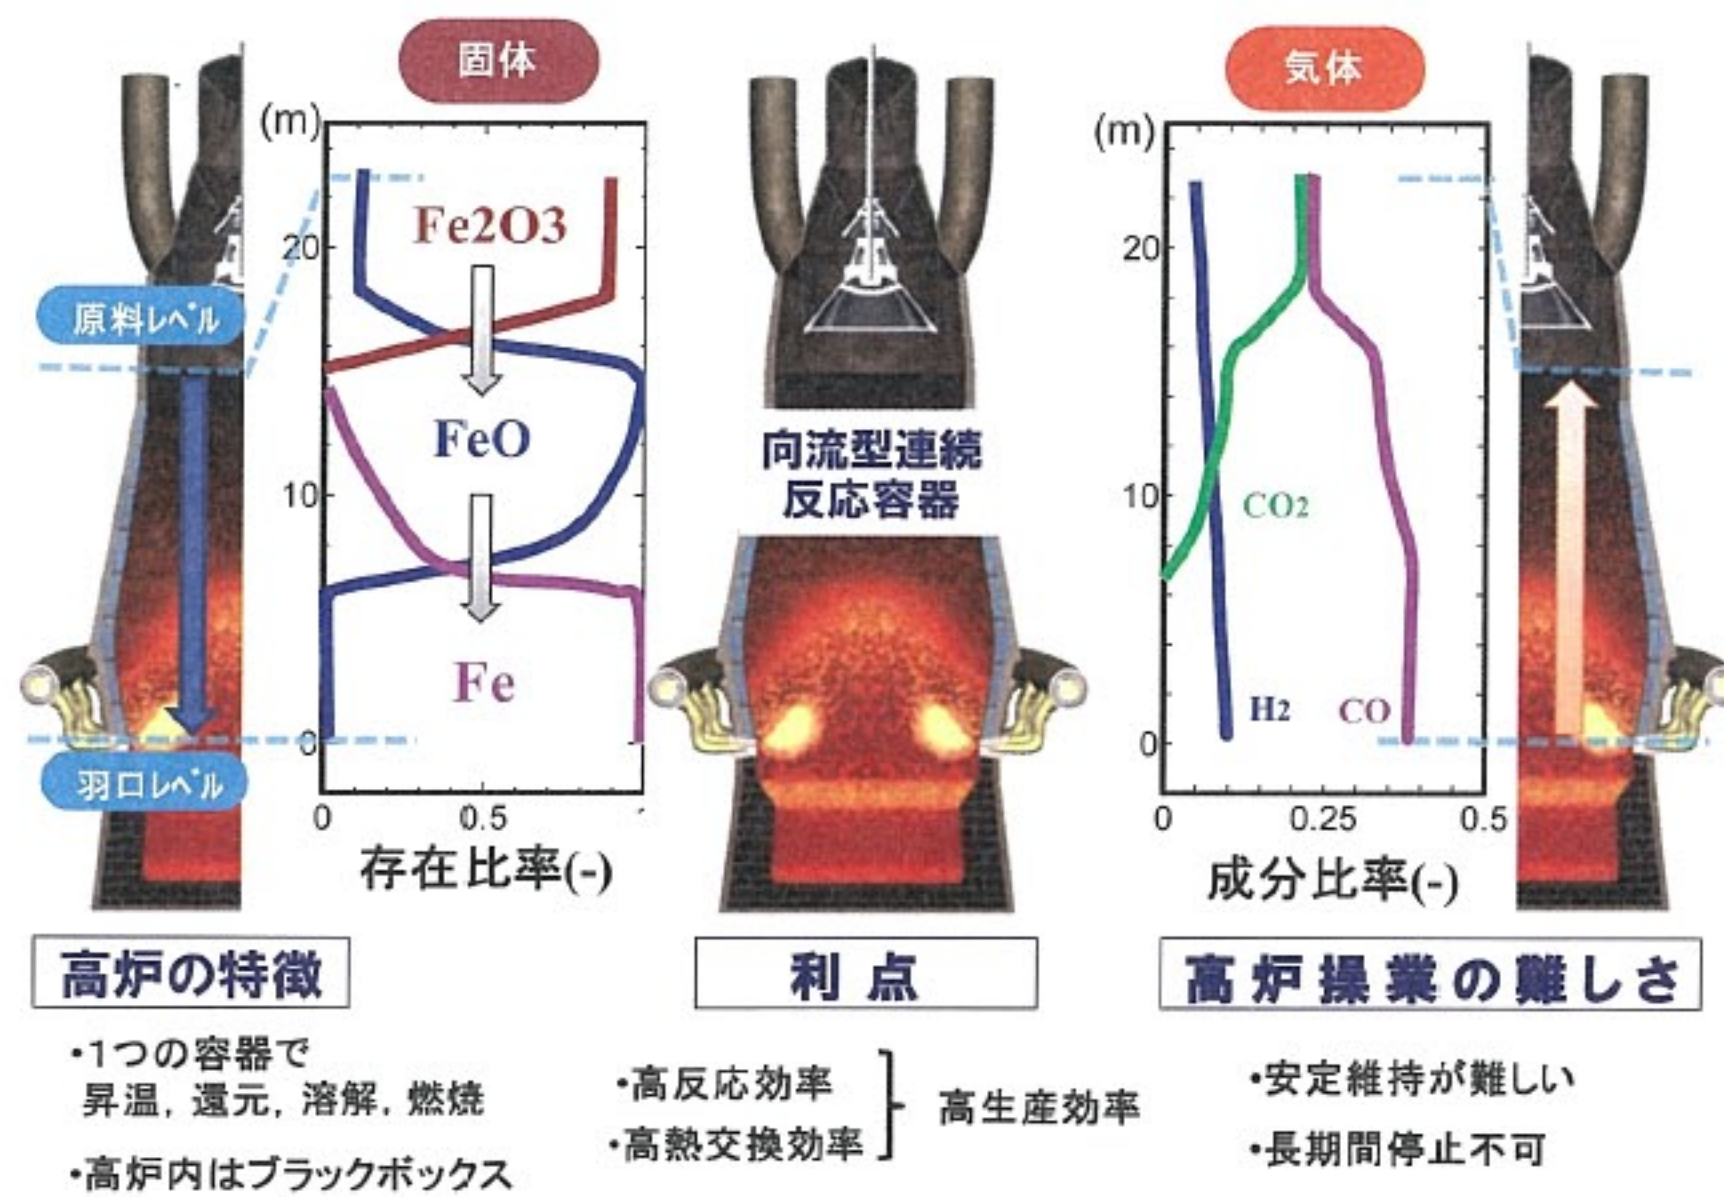 固体
気体
(m)
20
10
0
0
0.5
Fe2O3
FeO
Fe
存在比率(-)
原料レベル
羽口レベル
向流型連続
反応容器
(m)
20
10
0
0
0.25
0.5
CO2
H2
CO
成分比率(-)
高炉の特徴
・1つの容器で
昇温, 還元, 溶解, 燃焼
・高炉内はブラックボックス
利点
・高反応効率
・高熱交換効率
高生産効率
高炉操業の難しさ
・安定維持が難しい
・長期間停止不可